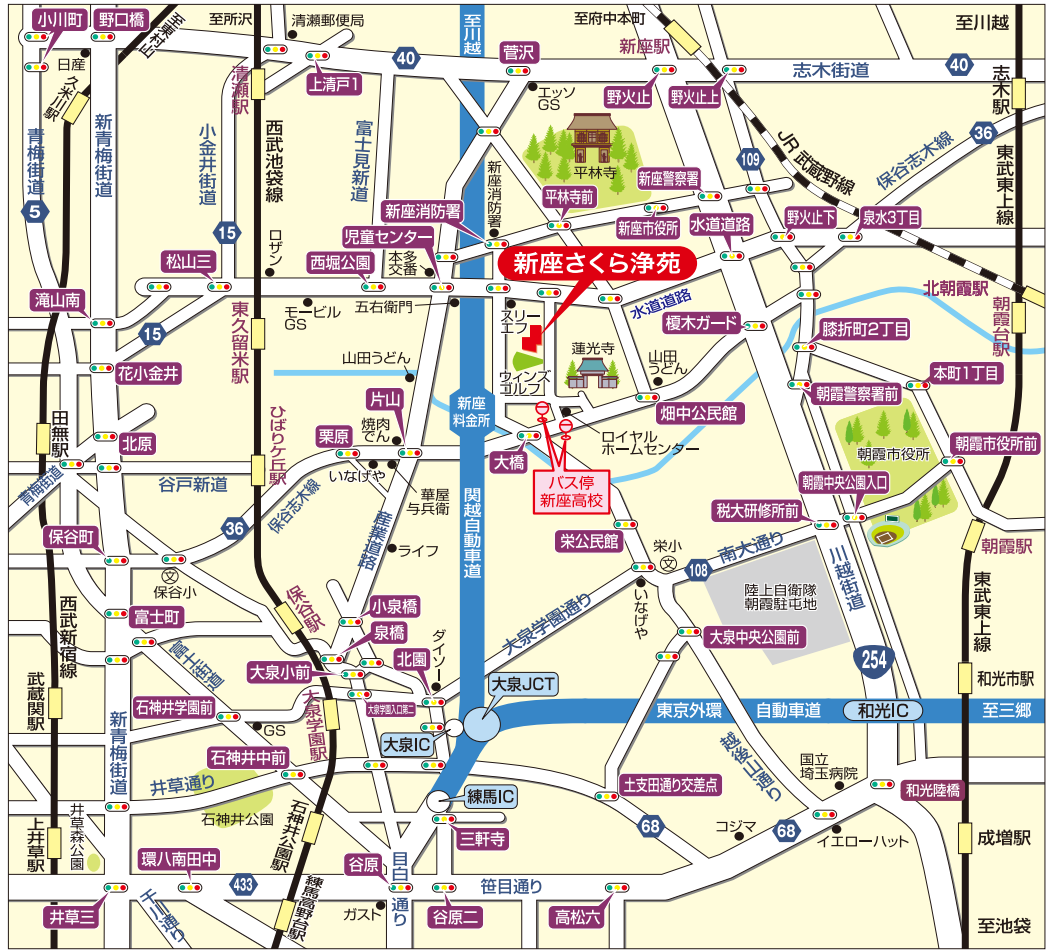 小川町
野口橋
至東村山
至所沢
清瀬郵便局
至川越
菅沢
至府中本町
新座駅
至川越
日産
久米川駅
清瀬駅
上清戸1
40
エッソ
GS
野火止
野火止上
志木街道
40
志木駅
青梅街道
新青梅街道
小金井街道
西武池袋線
富士見新道
新座消防署
平林寺
109
JR 武蔵野線
保谷志木線
36
東武東上線
5
15
新座警察署
平林寺前
新座消防署
児童センター
新座市役所
水道道路
野火止下
泉水3丁目
ロザン
松山三
西堀公園
本多
交番
新座さくら浄苑
北朝霞駅
朝霞台駅
滝山南
モービル
GS
五右衛門
スリー
エフ
水道道路
榎木ガード
膝折町2丁目
15
東久留米駅
花小金井
山田うどん
蓮光寺
ウィンズ
ゴルフ
山田
うどん
本町1丁目
朝霞警察署前
片山
新座
料金所
畑中公民館
田無駅
北原
ひばりケ丘駅
栗原
焼肉
でん
大橋
ロイヤル
ホームセンター
朝霞市役所
朝霞市役所前
青梅街道
谷戸新道
保谷志木線
いなげや
バス停
新座高校
朝霞中央公園入口
華屋
与兵衛
関越自動車道
税大研修所前
36
保谷町
産業道路
ライフ
栄公民館
栄小
文
南大通り
川越街道
朝霞駅
文
保谷小
108
陸上自衛隊
朝霞駐屯地
東武東上線
西武新宿線
富士町
保谷駅
小泉橋
泉橋
大泉学園通り
いなげや
大泉中央公園前
富士街道
大泉小前
北園
ダイソー
254
武蔵関駅
大泉JCT
和光市駅
石神井学園前
大泉学園入口第二
大泉学園駅
東京外環
自動車道
和光IC
至三郷
GS
大泉IC
新青梅街道
石神井中前
越後山通り
国立
埼玉病院
井草通り
練馬IC
土支田通り交差点
和光陸橋
石神井公園
石神井公園駅
68
コジマ
68
イエローハット
上井草駅
井草森公園
三軒寺
成増駅
環八南田中
谷原
目白通り
433
笹目通り
井草三
千川通り
練馬高野台駅
ガスト
谷原二
高松六
至池袋